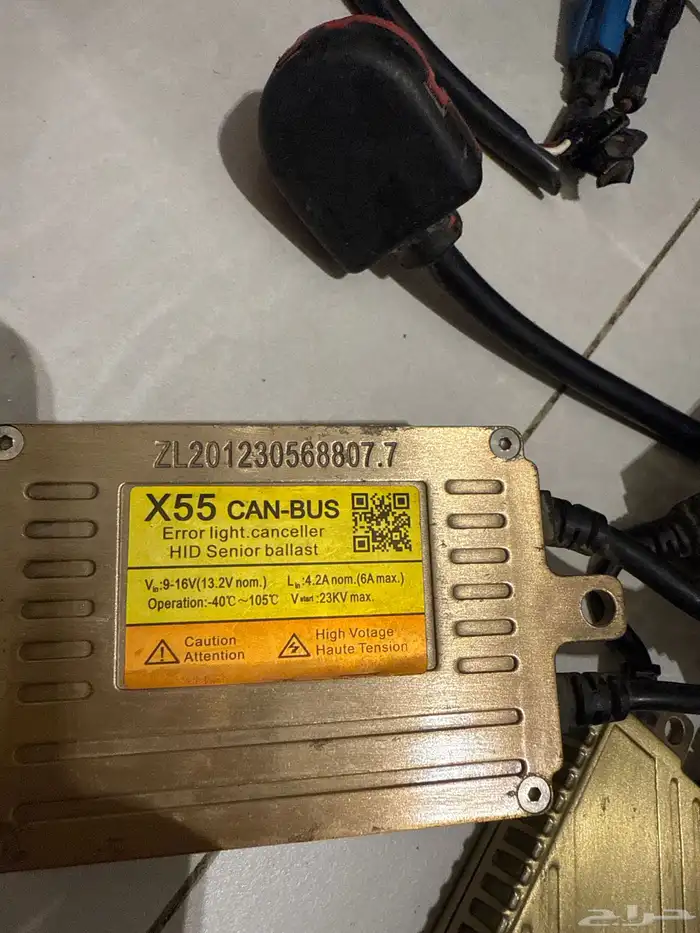 ZL201230568807.7
X55 CAN-BUS
Error light.canceller
HID Senior ballast
Vin:9-16V(13.2V nom.) Lin:4.2A nom.(6A max.)
Operation:-40℃~105℃ Vstart:23KV max.
Caution
Attention
High Votage
Haute Tension
حراج